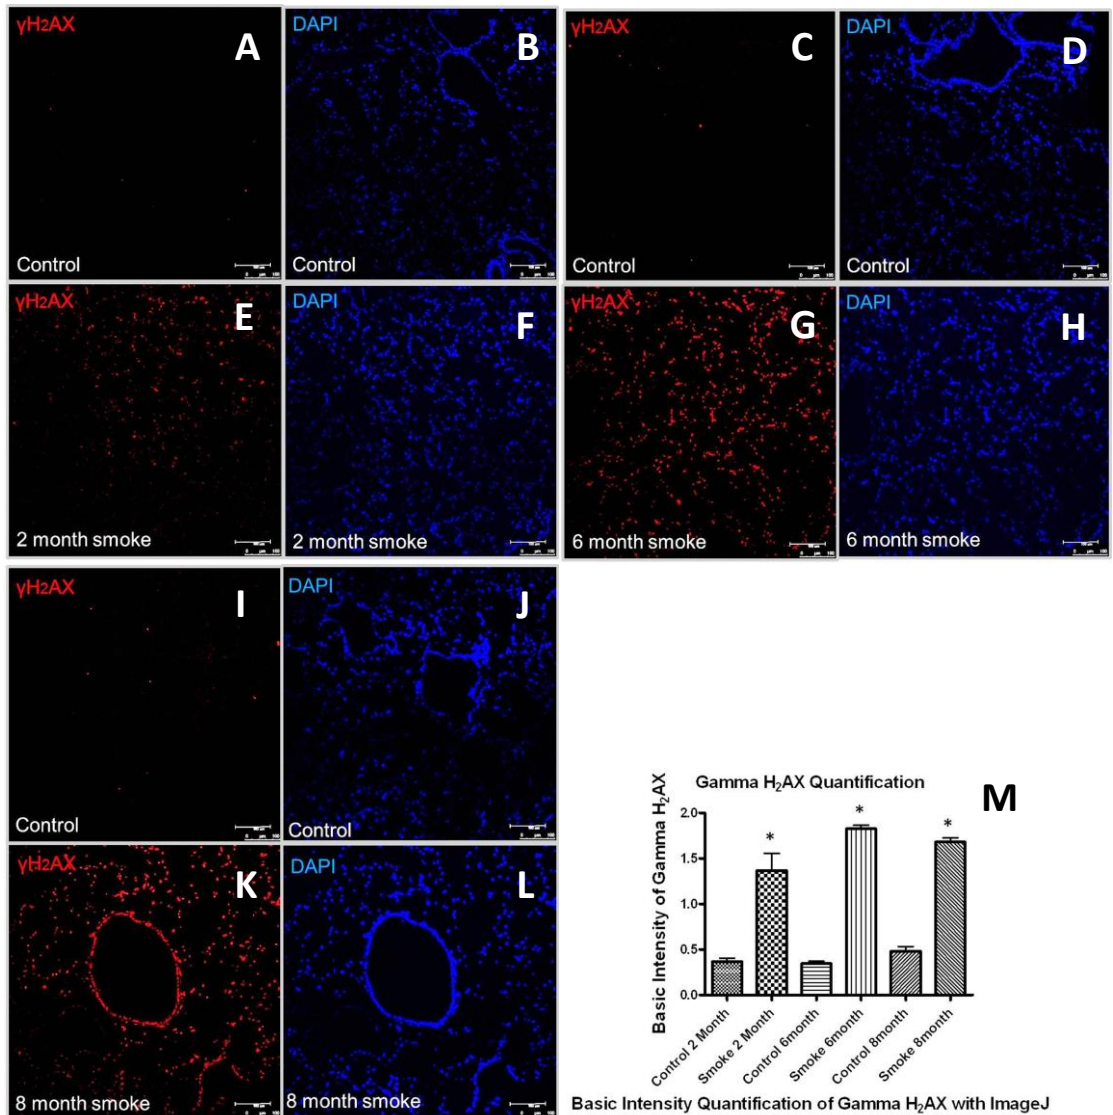 γH2AX
A
DAPI
B
γH2AX
C
DAPI
D
Control
Control
Control
Control
γH2AX
E
DAPI
F
γH2AX
G
DAPI
H
2 month smoke
2 month smoke
6 month smoke
6 month smoke
γH2AX
I
DAPI
J
Control
Control
γH2AX
K
DAPI
L
8 month smoke
8 month smoke
M
Gamma H₂AX Quantification
Basic Intensity of Gamma H₂AX
2.0
1.5
1.0
0.5
0.0
*
*
*
Control 2 Month
Smoke 2 Month
Control 6month
Smoke 6month
Control 8month
Smoke 8month
Basic Intensity Quantification of Gamma H₂AX with ImageJ